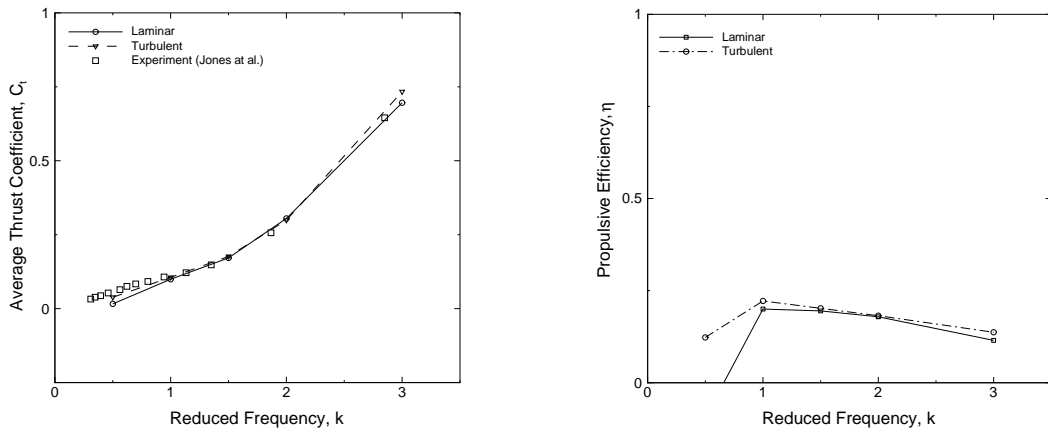 1
Laminar
Turbulent
Experiment (Jones at al.)
Average Thrust Coefficient, Ct
0.5
0
0
1
2
3
Reduced Frequency, k
1
Laminar
Turbulent
Propulsive Efficiency, η
0.5
0
0
1
2
3
Reduced Frequency, k